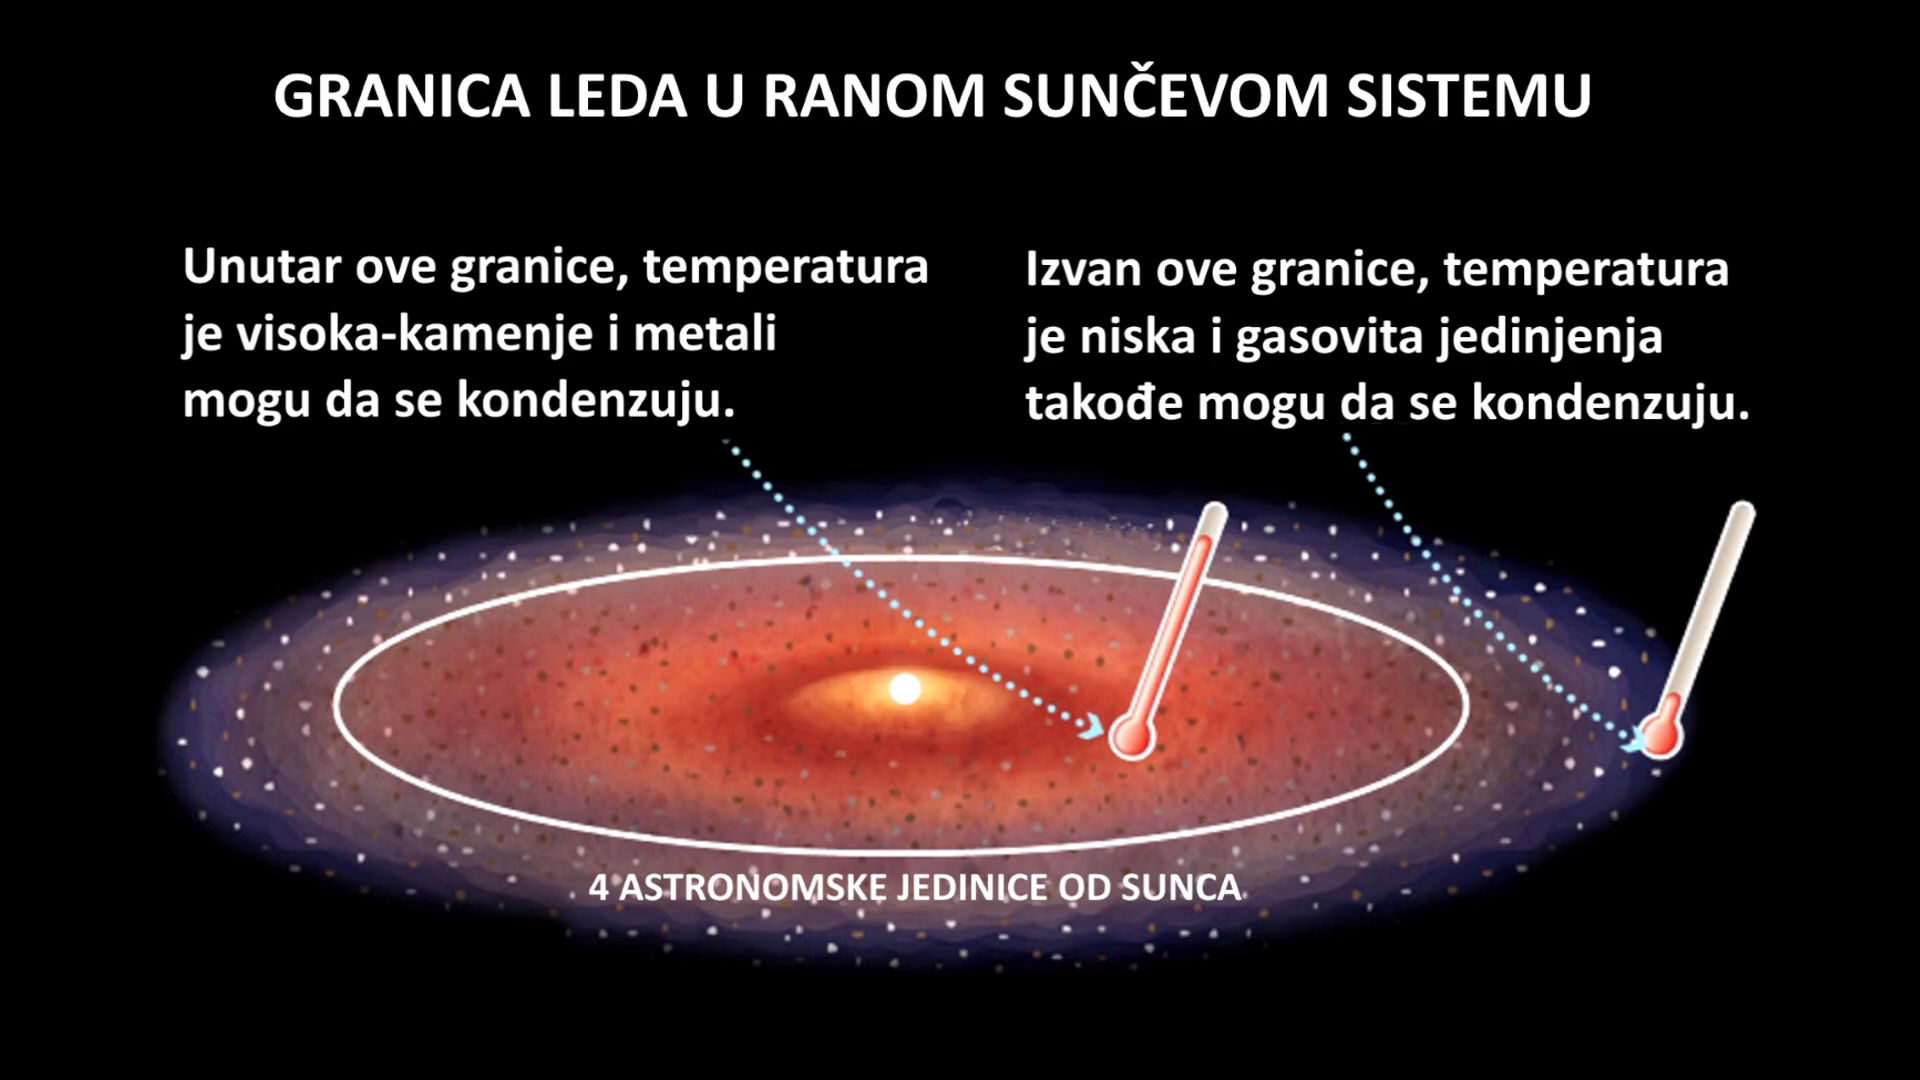 GRANICA LEDA U RANOM SUNČEVOM SISTEMU
Unutar ove granice, temperatura
je visoka-kamenje i metali
mogu da se kondenzuju.
Izvan ove granice, temperatura
je niska i gasovita jedinjenja
takođe mogu da se kondenzuju.
4 ASTRONOMSKE JEDINICE OD SUNCA